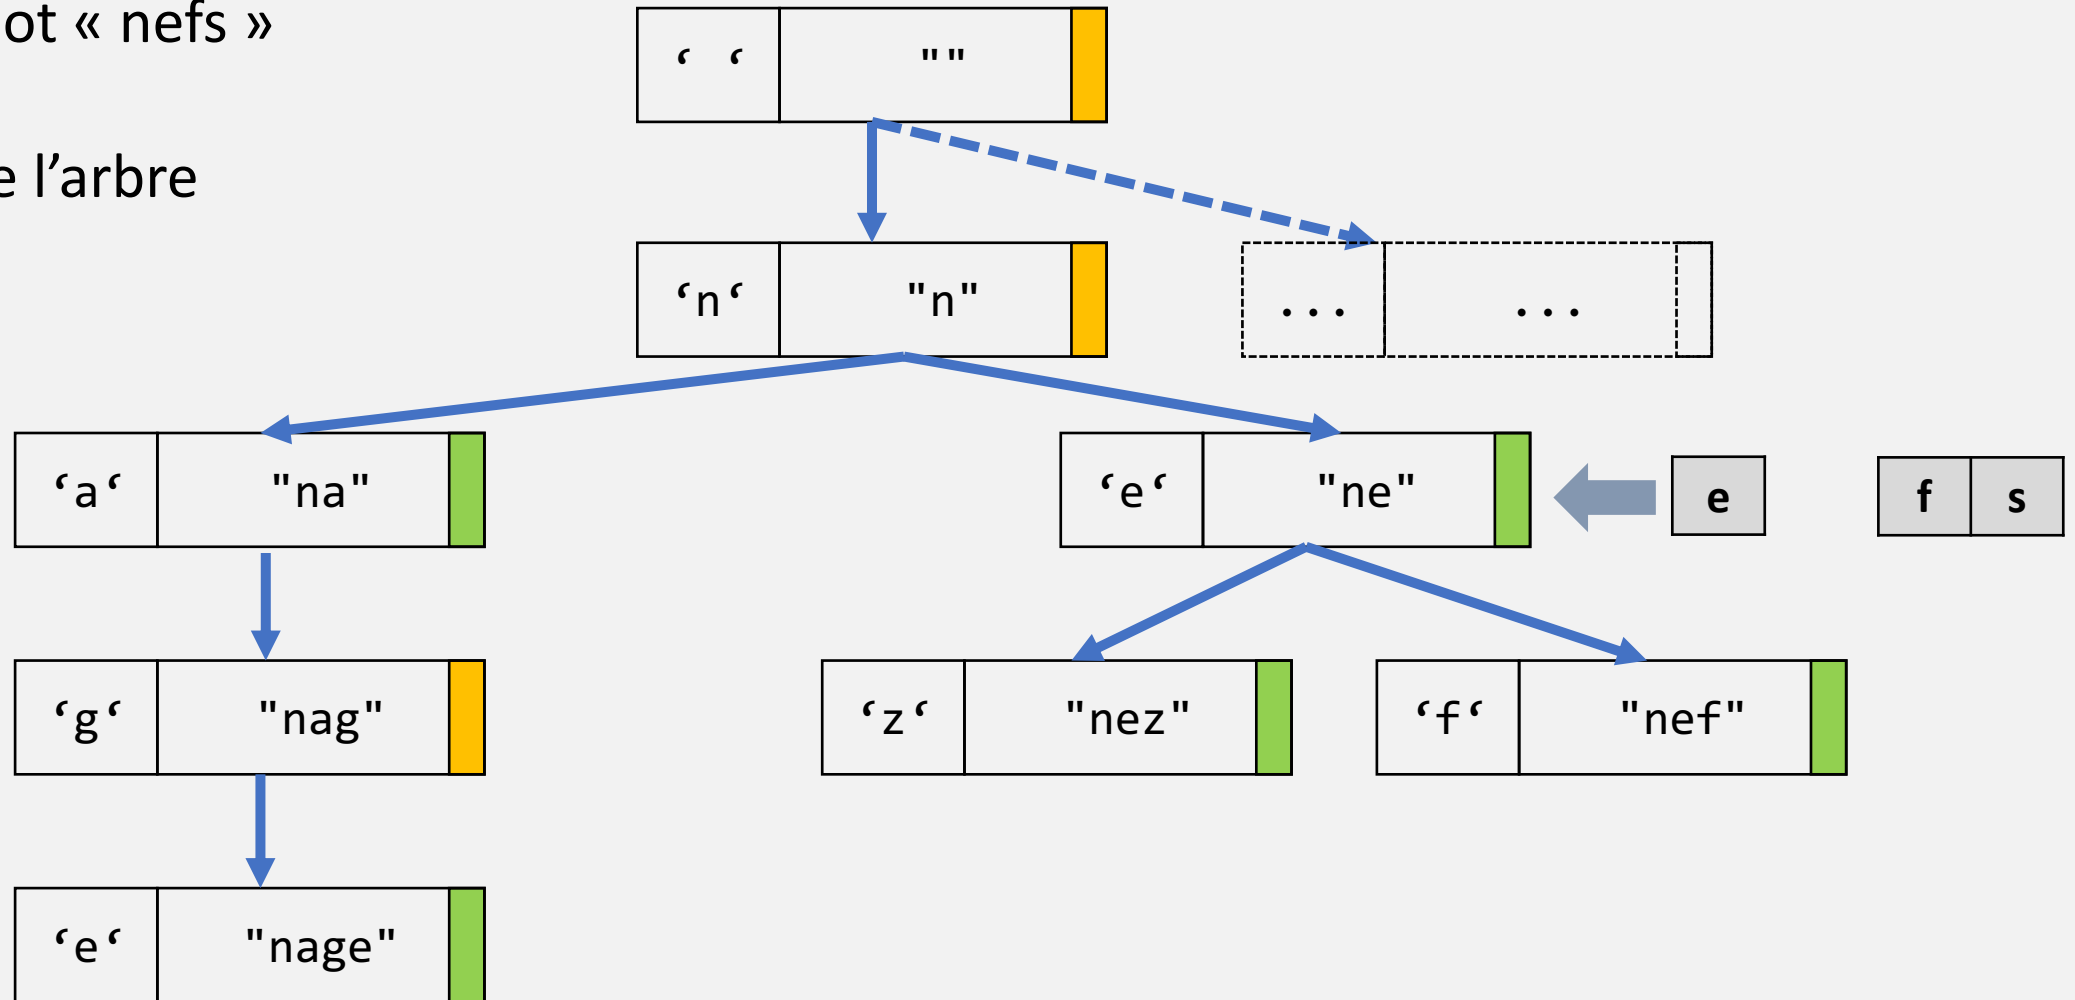 ot « nefs »
‘ ‘ ""
e l’arbre
‘n‘ "n" ... ...
‘a‘ "na" ‘e‘ "ne" e f s
‘g‘ "nag" ‘z‘ "nez" ‘f‘ "nef"
‘e‘ "nage"